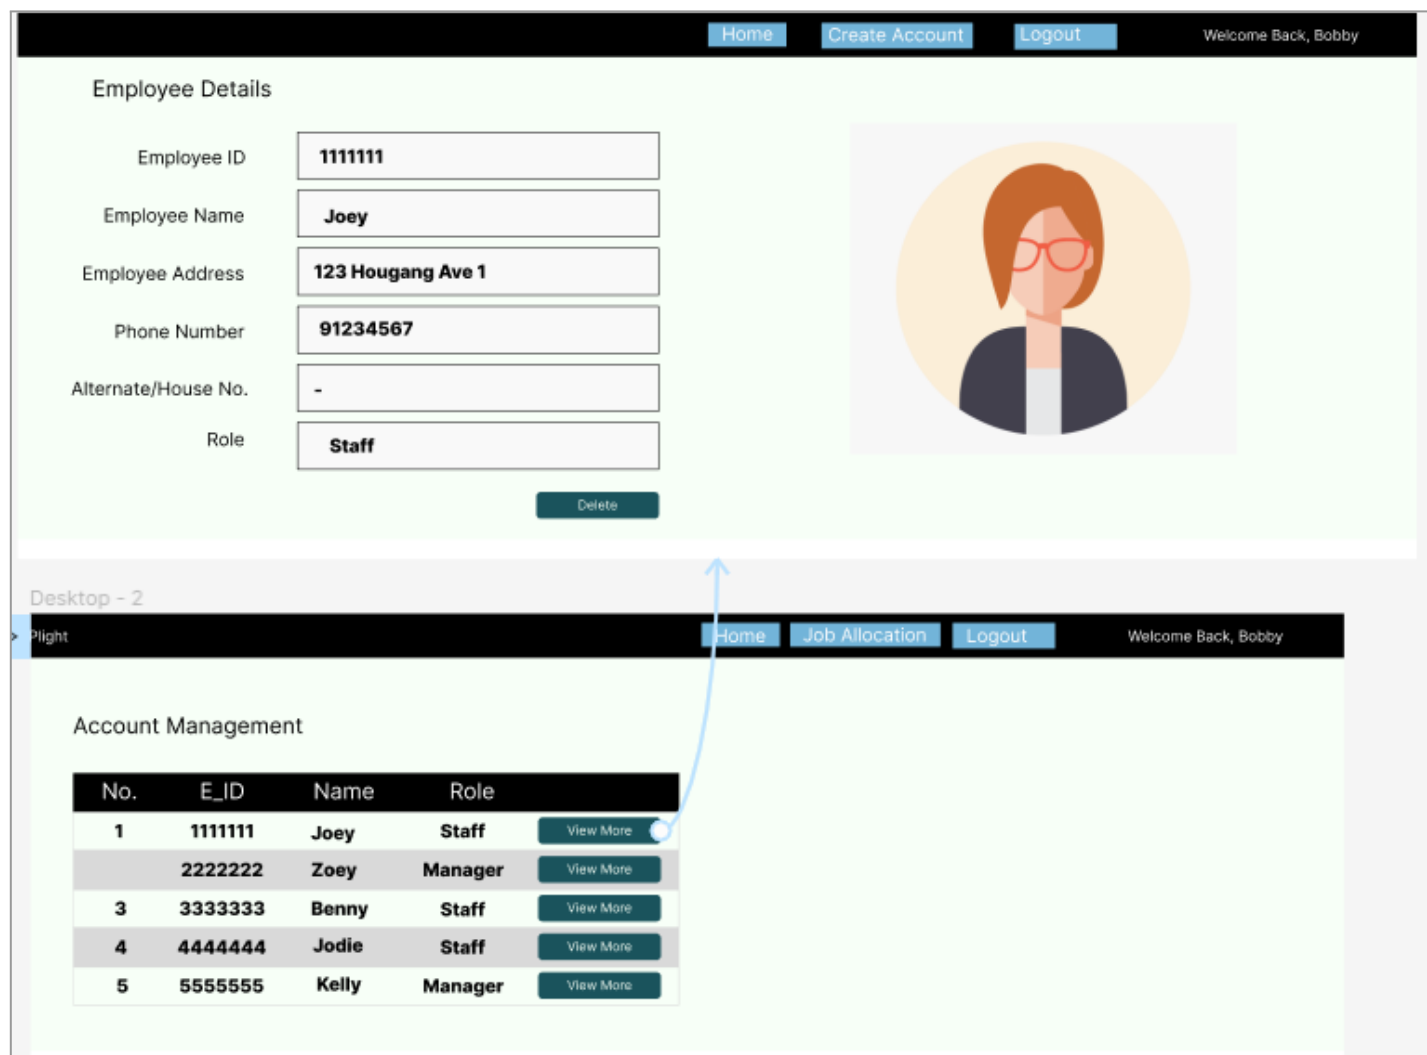 Home Create Account Logout Welcome Back, Bobby
Employee Details
Employee ID 1111111
Employee Name Joey
Employee Address 123 Hougang Ave 1
Phone Number 91234567
Alternate/House No. -
Role Staff
Delete
Desktop - 2
Plight Home Job Allocation Logout Welcome Back, Bobby
Account Management
No. E_ID Name Role
1 1111111 Joey Staff View More
2222222 Zoey Manager View More
3 3333333 Benny Staff View More
4 4444444 Jodie Staff View More
5 5555555 Kelly Manager View More